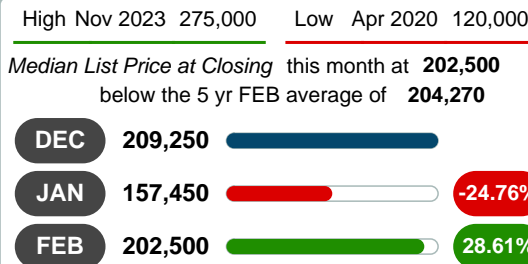 High Nov 2023 275,000 Low Apr 2020 120,000
Median List Price at Closing this month at 202,500
below the 5 yr FEB average of 204,270
DEC 209,250
JAN 157,450 -24.76%
FEB 202,500 28.61%